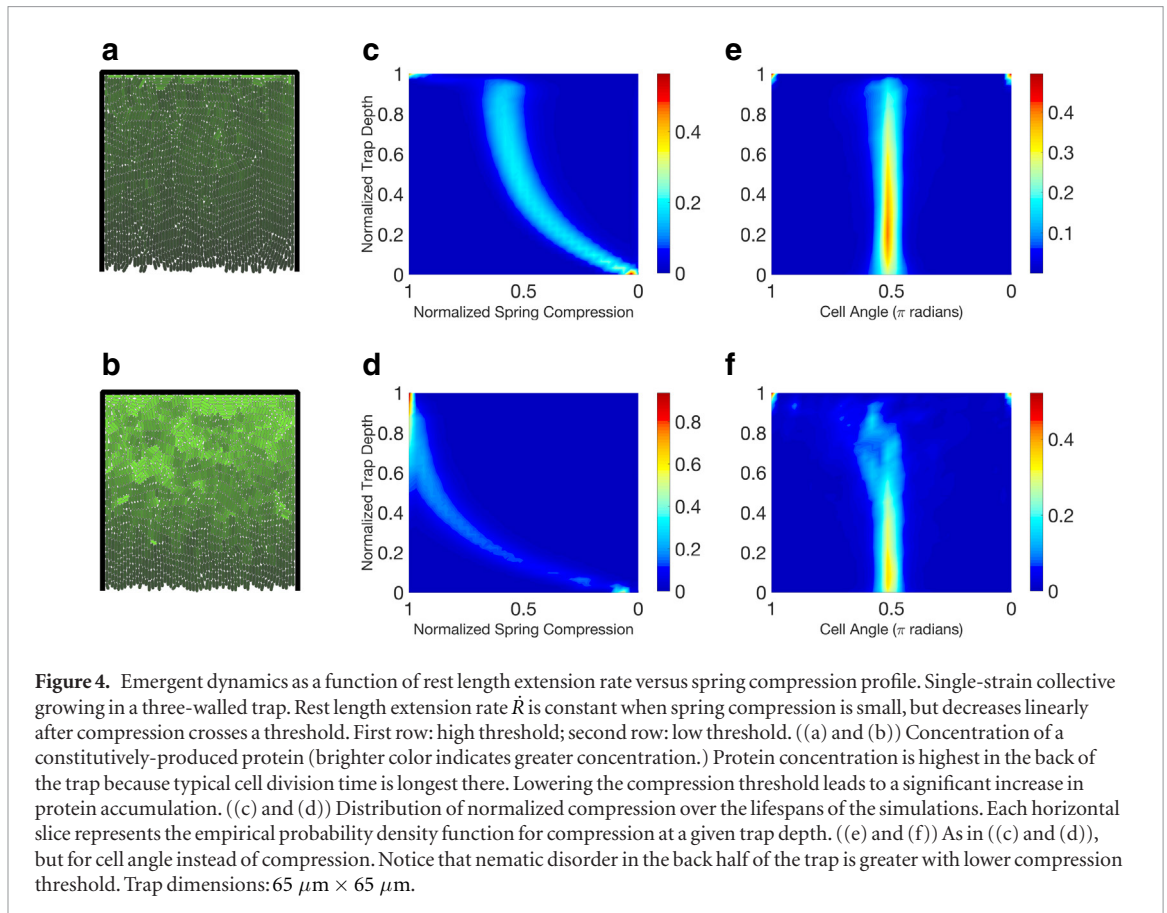 a
c
e
1
0.8
0.6
0.4
0.2
0
Normalized Trap Depth
1
0.5
0
Normalized Spring Compression
0.4
0.2
0
1
0.8
0.6
0.4
0.2
0
1
0.5
0
Cell Angle (π radians)
0.4
0.3
0.2
0.1
b
d
f
1
0.8
0.6
0.4
0.2
0
Normalized Trap Depth
1
0.5
0
Normalized Spring Compression
0.8
0.6
0.4
0.2
0
1
0.8
0.6
0.4
0.2
0
1
0.5
0
Cell Angle (π radians)
0.4
0.2
0
Figure 4. Emergent dynamics as a function of rest length extension rate versus spring compression profile. Single-strain collective
growing in a three-walled trap. Rest length extension rate Ṙ is constant when spring compression is small, but decreases linearly
after compression crosses a threshold. First row: high threshold; second row: low threshold. ((a) and (b)) Concentration of a
constitutively-produced protein (brighter color indicates greater concentration.) Protein concentration is highest in the back of
the trap because typical cell division time is longest there. Lowering the compression threshold leads to a significant increase in
protein accumulation. ((c) and (d)) Distribution of normalized compression over the lifespans of the simulations. Each horizontal
slice represents the empirical probability density function for compression at a given trap depth. ((e) and (f)) As in ((c) and (d)),
but for cell angle instead of compression. Notice that nematic disorder in the back half of the trap is greater with lower compression
threshold. Trap dimensions: 65 μm × 65 μm.